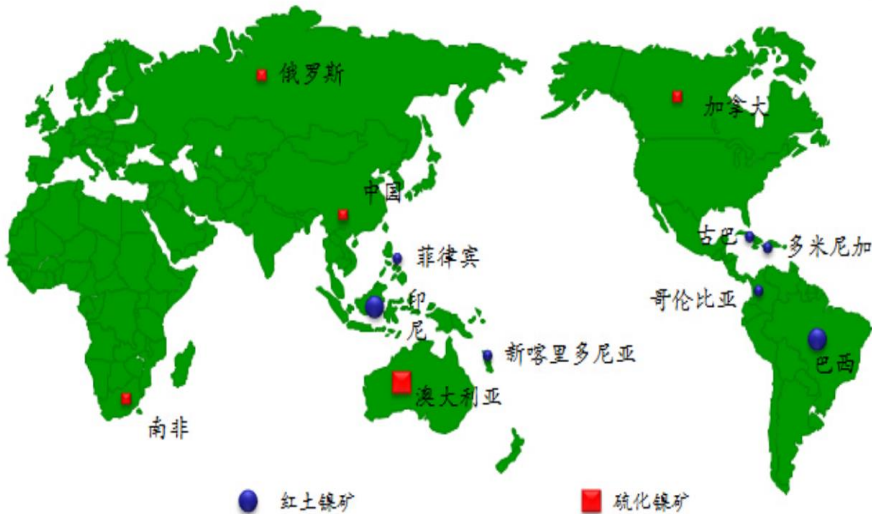 俄罗斯
加拿大
中国
古巴
多米尼加
菲律宾
哥伦比亚
印
尼
新喀里多尼亚
巴西
澳大利亚
南非
红土镍矿
硫化镍矿